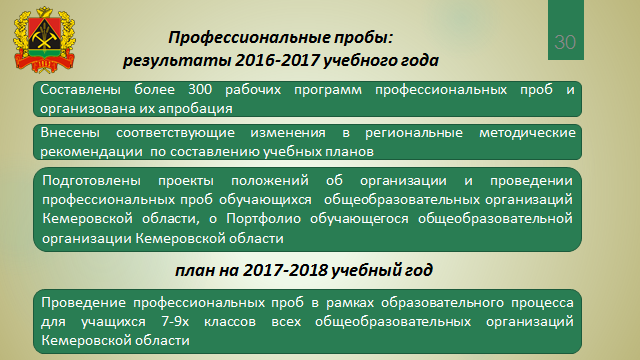 Профессиональные пробы:
30
результаты 2016-2017 учебного года
Составлены более 300 рабочих программ профессиональных проб и
организована их апробация
Внесены соответствующие изменения в региональные методические
рекомендации по составлению учебных планов
Подготовлены проекты положений об организации и проведении
профессиональных проб обучающихся общеобразовательных организаций
Кемеровской области, о Портфолио обучающегося общеобразовательной
организации Кемеровской области
план на 2017-2018 учебный год
Проведение профессиональных проб в рамках образовательного процесса
для учащихся 7-9х классов всех общеобразовательных организаций
Кемеровской области